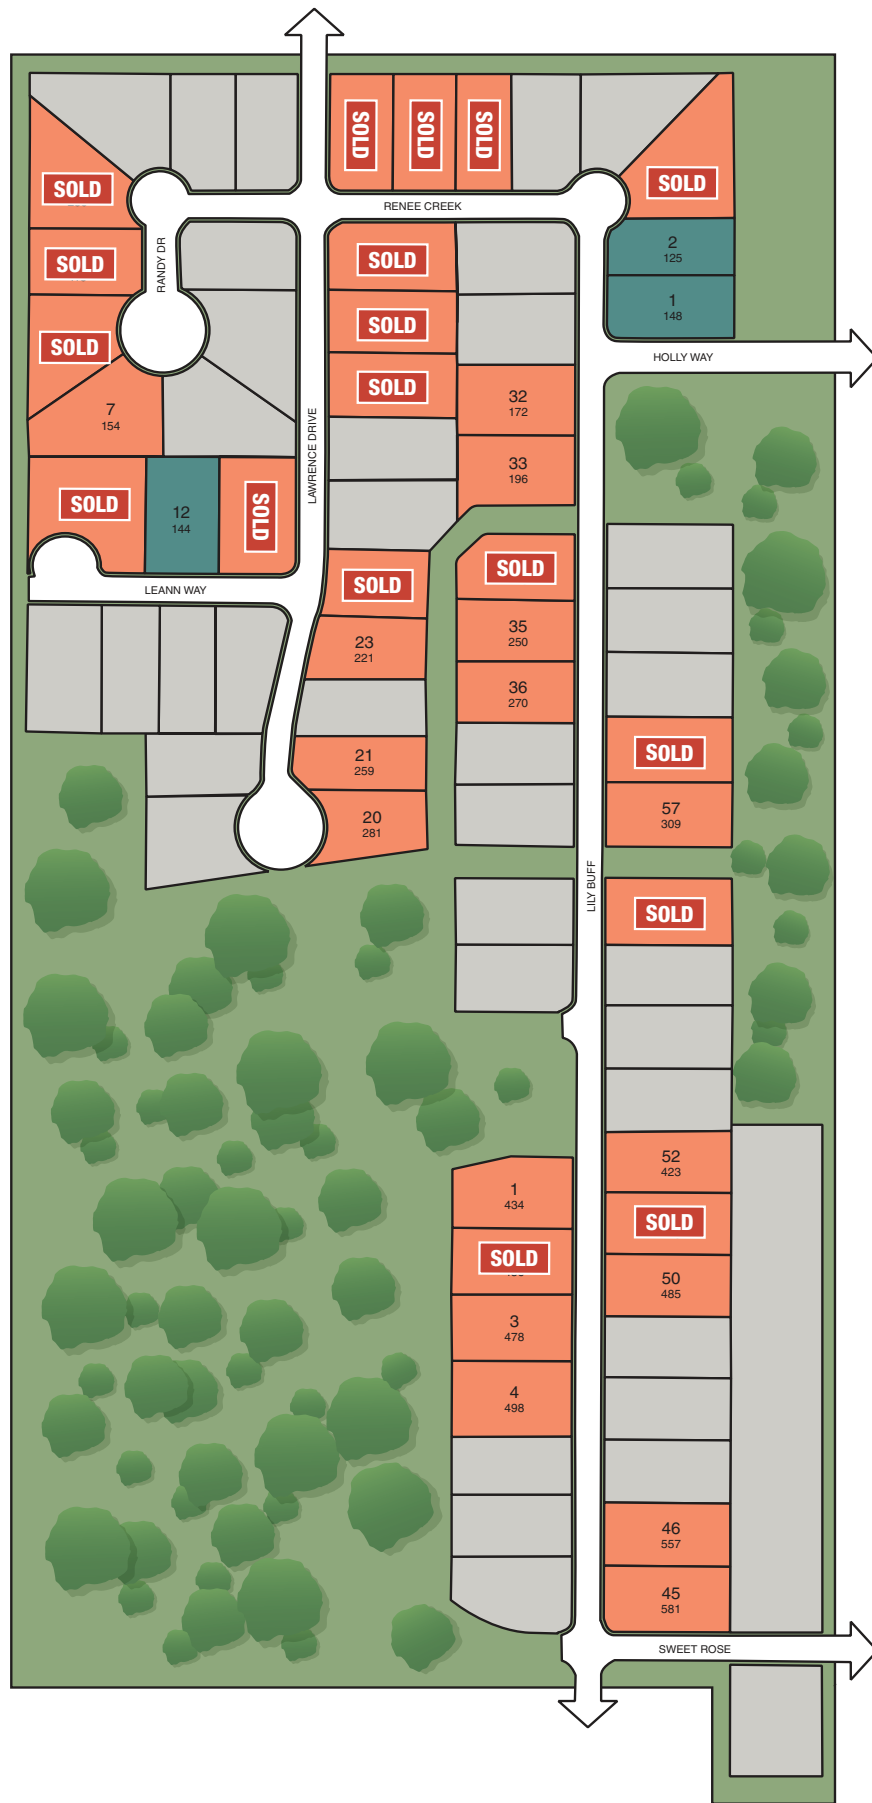 SOLD
SOLD
SOLD
SOLD
SOLD
RENEE CREEK
SOLD
2
125
1
148
RANDY DR
SOLD
SOLD
SOLD
SOLD
SOLD
HOLLY WAY
7
154
32
172
33
196
LAWRENCE DRIVE
SOLD
12
144
SOLD
LEANN WAY
SOLD
SOLD
23
221
35
250
36
270
21
259
20
281
SOLD
57
309
LILY BUFF
SOLD
52
423
1
434
SOLD
SOLD
50
485
3
478
4
498
46
557
45
581
SWEET ROSE